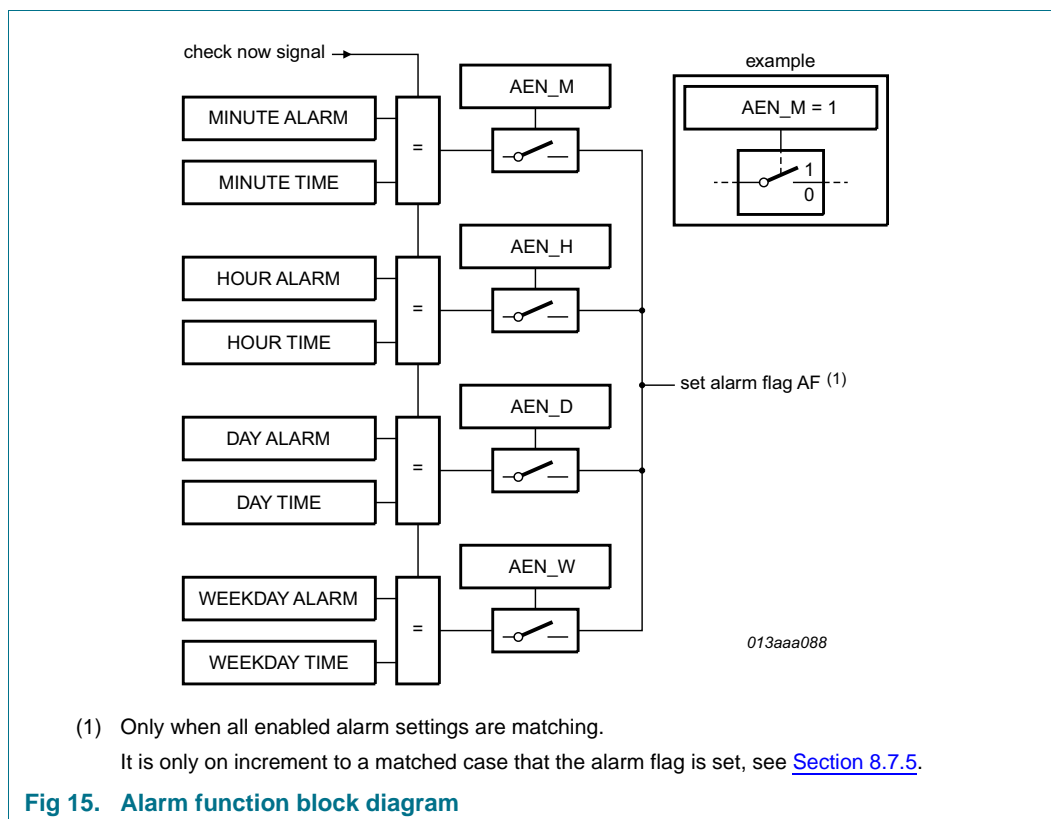 check now signal
example
AEN_M
AEN_M = 1
MINUTE ALARM
=
1
MINUTE TIME
0
AEN_H
HOUR ALARM
=
HOUR TIME
set alarm flag AF (1)
AEN_D
DAY ALARM
=
DAY TIME
AEN_W
WEEKDAY ALARM
=
WEEKDAY TIME
013aaa088
(1) Only when all enabled alarm settings are matching.
It is only on increment to a matched case that the alarm flag is set, see Section 8.7.5.
Fig 15. Alarm function block diagram